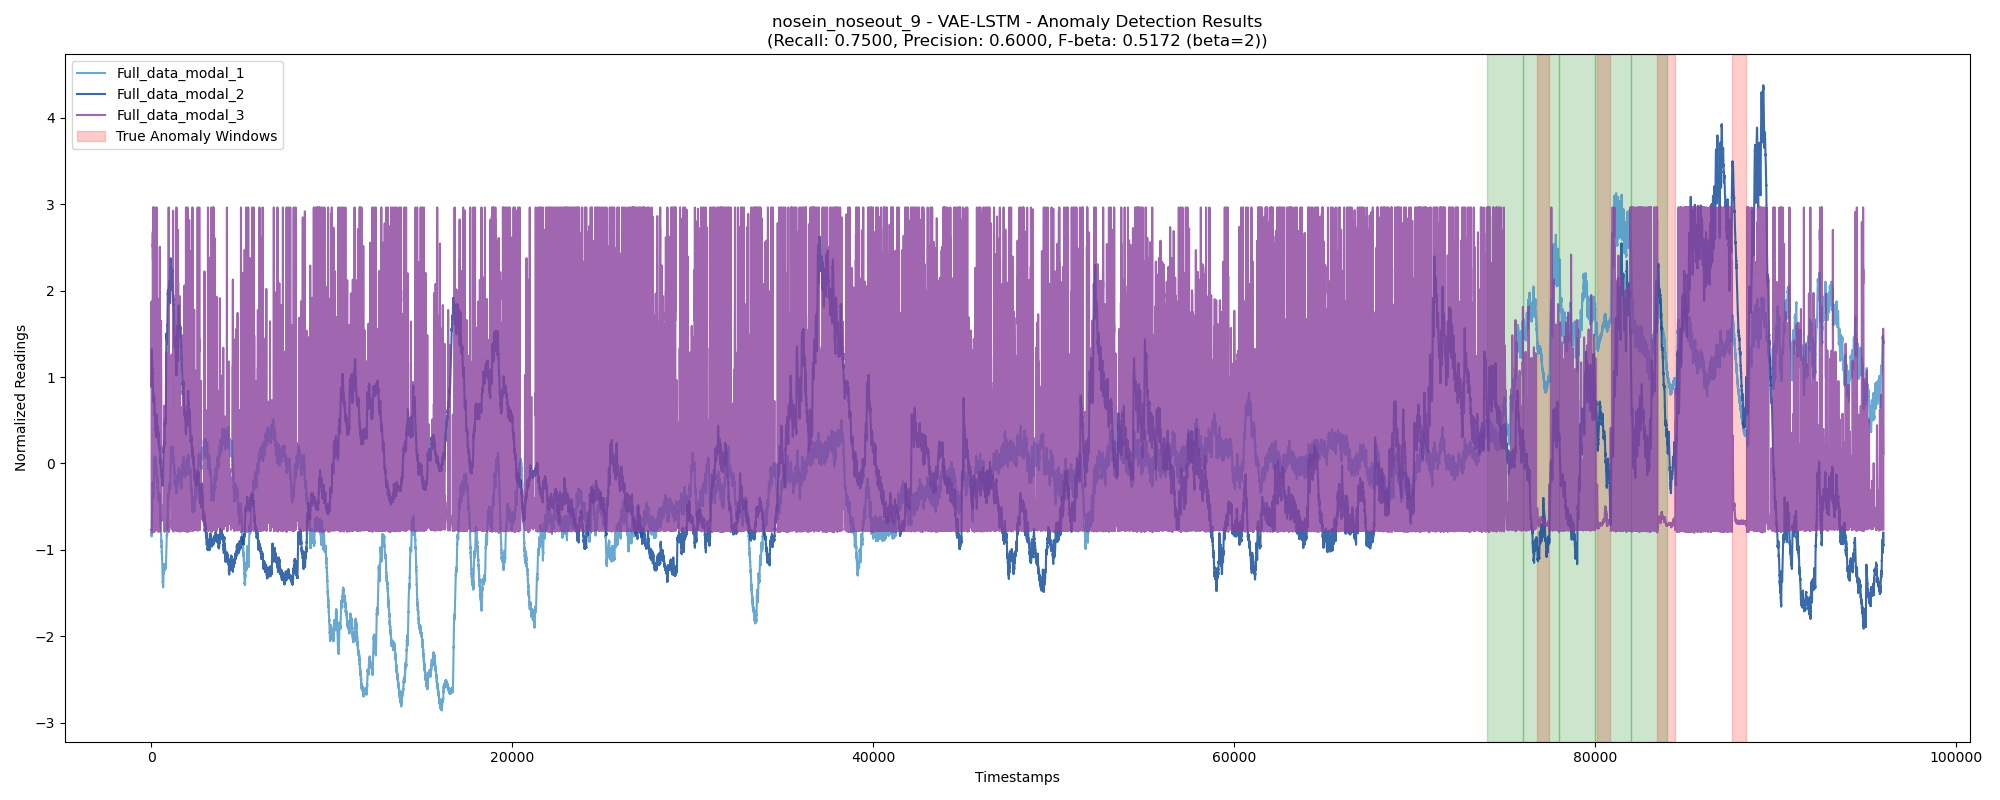 nosein_noseout_9 - VAE-LSTM - Anomaly Detection Results
(Recall: 0.7500, Precision: 0.6000, F-beta: 0.5172 (beta=2))
Full_data_modal_1
Full_data_modal_2
Full_data_modal_3
True Anomaly Windows
Normalized Readings
4
3
2
1
0
−1
−2
−3
0
20000
40000
60000
80000
100000
Timestamps